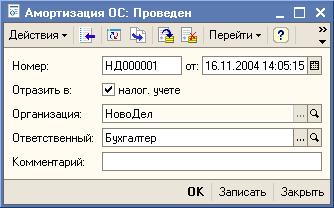 Амортизация ОС: Проведен
Действия Перейти ?
Номер: НД000001 от: 16.11.2004 14:05:15
Отразить в: налог. учете
Организация: НовоДел ...
Ответственный: Бухгалтер ...
Комментарий:
OK Записать Закрыть